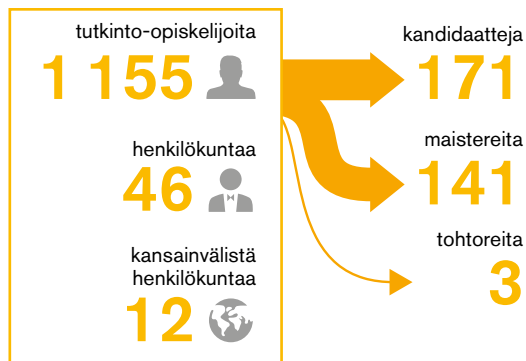 tutkinto-opiskelijoita
1 155
henkilökuntaa
46
kansainvälistä
henkilökuntaa
12
kandidaatteja
171
maistereita
141
tohtoreita
3